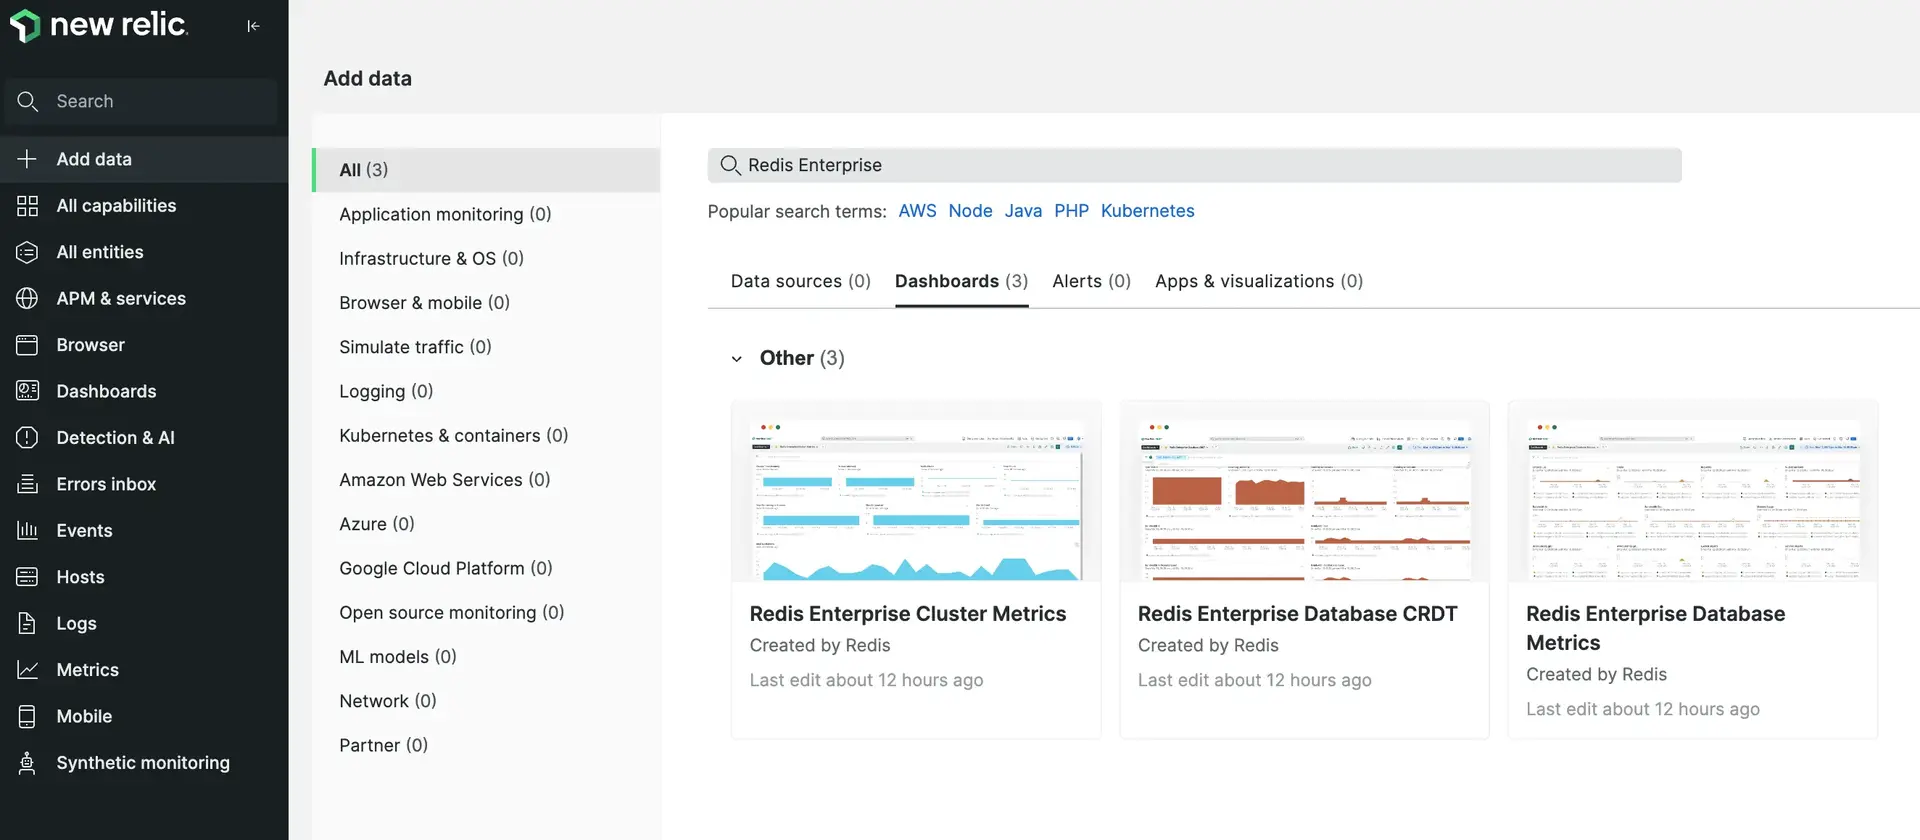 new relic.
Search
Add data
All capabilities
All entities
APM & services
Browser
Dashboards
Detection & AI
Errors inbox
Events
Hosts
Logs
Metrics
Mobile
Synthetic monitoring
Add data
All (3)
Application monitoring (0)
Infrastructure & OS (0)
Browser & mobile (0)
Simulate traffic (0)
Logging (0)
Kubernetes & containers (0)
Amazon Web Services (0)
Azure (0)
Google Cloud Platform (0)
Open source monitoring (0)
ML models (0)
Network (0)
Partner (0)
Redis Enterprise
Popular search terms: AWS Node Java PHP Kubernetes
Data sources (0) Dashboards (3) Alerts (0) Apps & visualizations (0)
Other (3)
Redis Enterprise Cluster Metrics
Created by Redis
Last edit about 12 hours ago
Redis Enterprise Database CRDT
Created by Redis
Last edit about 12 hours ago
Redis Enterprise Database
Metrics
Created by Redis
Last edit about 12 hours ago